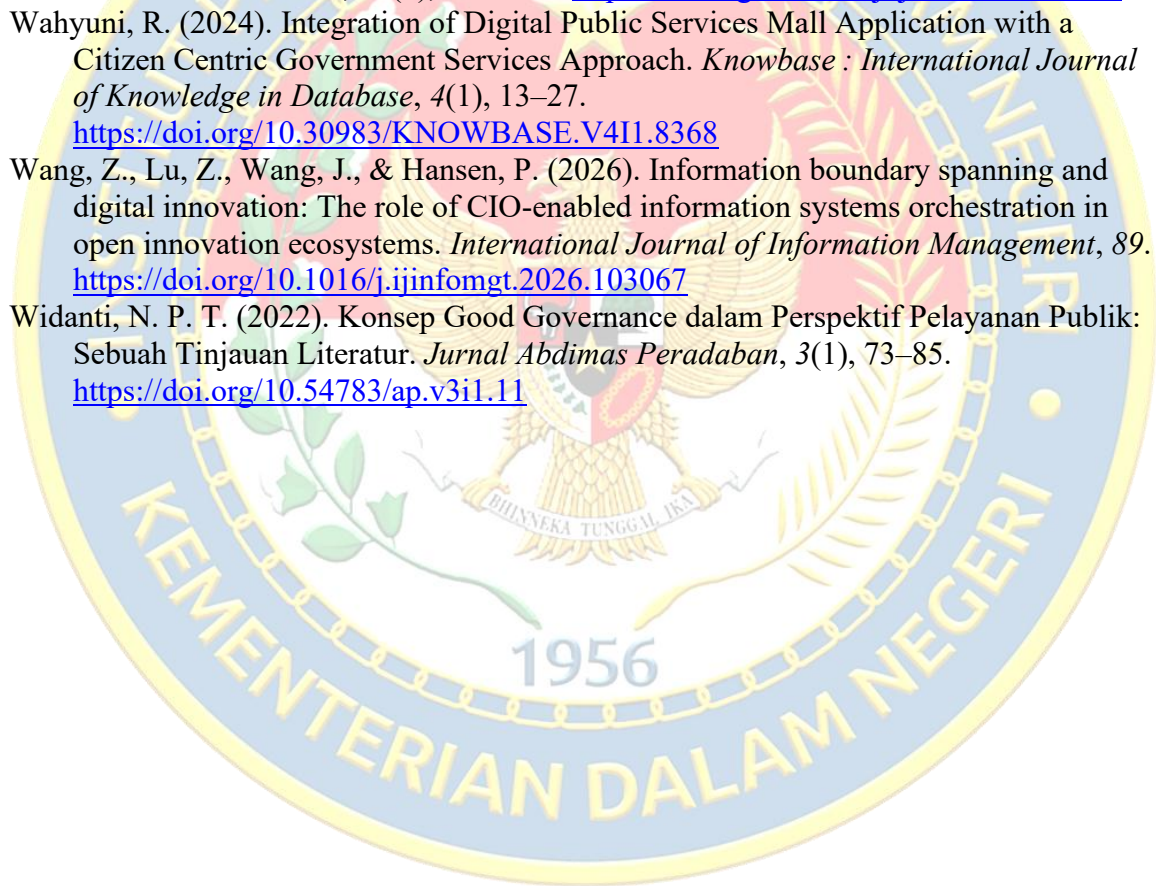 Wahyuni, R. (2024). Integration of Digital Public Services Mall Application with a
Citizen Centric Government Services Approach. Knowbase : International Journal
of Knowledge in Database, 4(1), 13–27.
https://doi.org/10.30983/KNOWBASE.V4I1.8368
Wang, Z., Lu, Z., Wang, J., & Hansen, P. (2026). Information boundary spanning and
digital innovation: The role of CIO-enabled information systems orchestration in
open innovation ecosystems. International Journal of Information Management, 89.
https://doi.org/10.1016/j.ijinfomgt.2026.103067
Widanti, N. P. T. (2022). Konsep Good Governance dalam Perspektif Pelayanan Publik:
Sebuah Tinjauan Literatur. Jurnal Abdimas Peradaban, 3(1), 73–85.
https://doi.org/10.54783/ap.v3i1.11
BHINNEKA TUNGGAL IKA
1956
KEMENTERIAN DALAM NEGERI